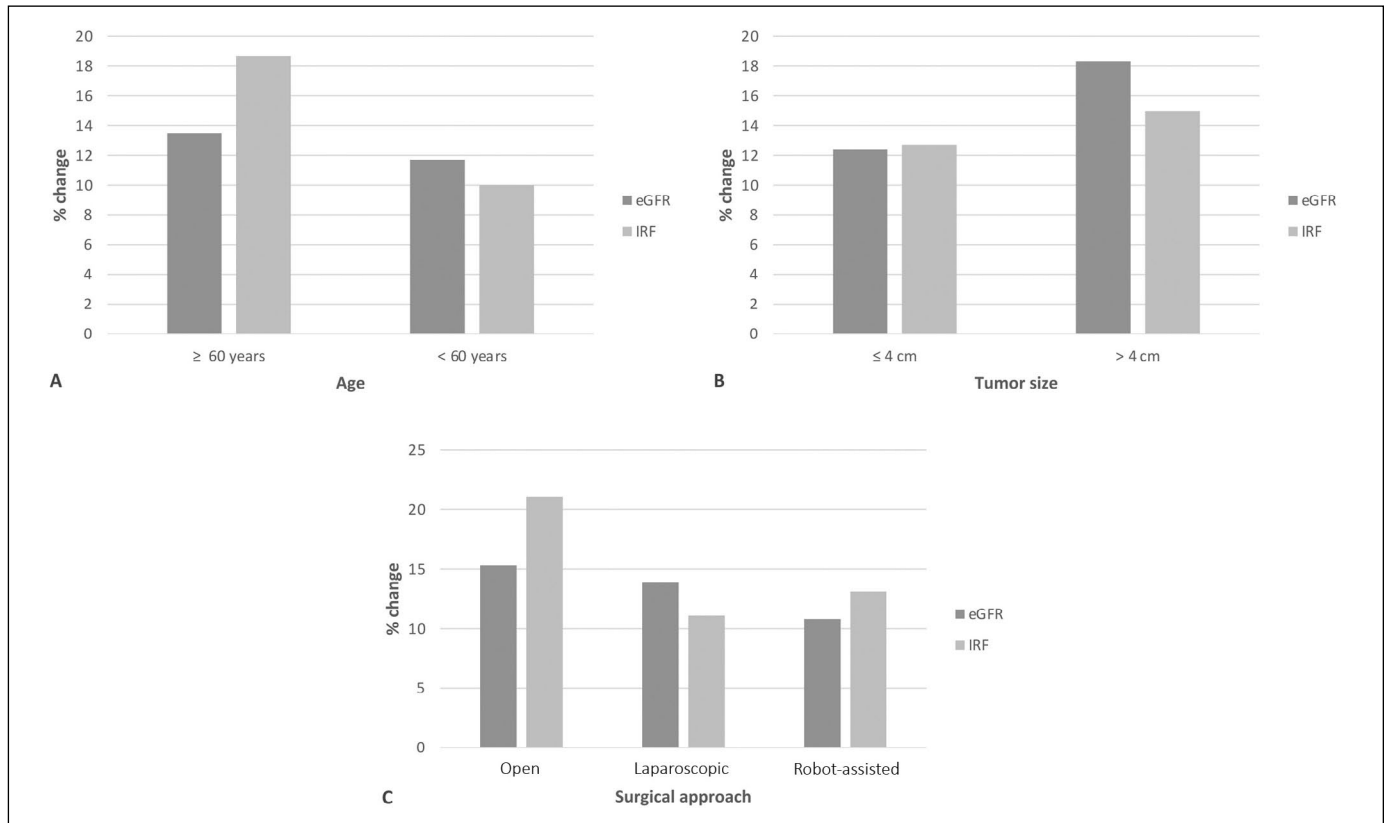 20
18
16
14
12
10
8
6
4
2
0
% change
≥ 60 years
< 60 years
eGFR
IRF
A
Age
20
18
16
14
12
10
8
6
4
2
0
% change
≤ 4 cm
> 4 cm
eGFR
IRF
B
Tumor size
25
20
15
10
5
0
% change
Open
Laparoscopic
Robot-assisted
eGFR
IRF
C
Surgical approach